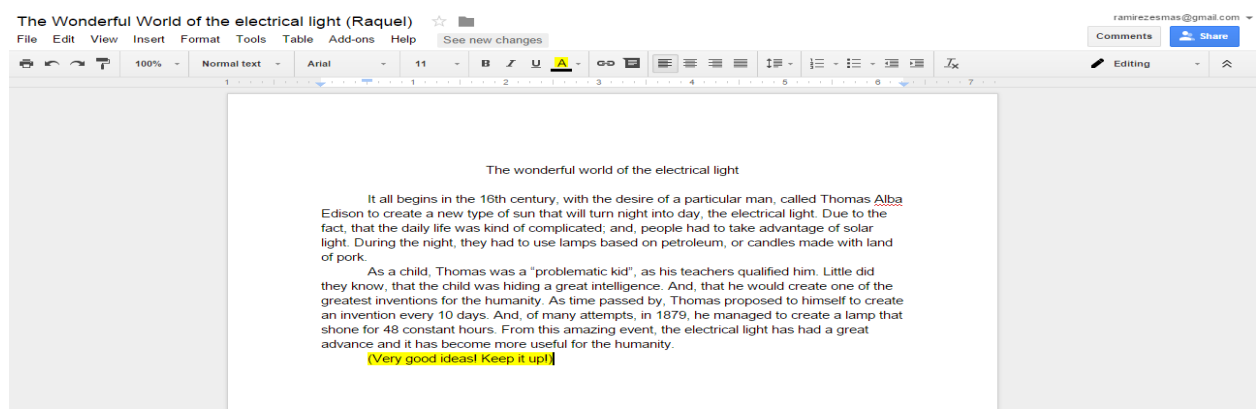 The Wonderful World of the electrical light (Raquel)
ramirezesmas@gmail.com
File Edit View Insert Format Tools Table Add-ons Help See new changes
Comments Share
100% Normal text Arial 11 B I U A Editing
1 1 2 3 4 5 6 7
The wonderful world of the electrical light
It all begins in the 16th century, with the desire of a particular man, called Thomas Alba
Edison to create a new type of sun that will turn night into day, the electrical light. Due to the
fact, that the daily life was kind of complicated; and, people had to take advantage of solar
light. During the night, they had to use lamps based on petroleum, or candles made with land
of pork.
As a child, Thomas was a “problematic kid”, as his teachers qualified him. Little did
they know, that the child was hiding a great intelligence. And, that he would create one of the
greatest inventions for the humanity. As time passed by, Thomas proposed to himself to create
an invention every 10 days. And, of many attempts, in 1879, he managed to create a lamp that
shone for 48 constant hours. From this amazing event, the electrical light has had a great
advance and it has become more useful for the humanity.
(Very good ideas! Keep it up!)